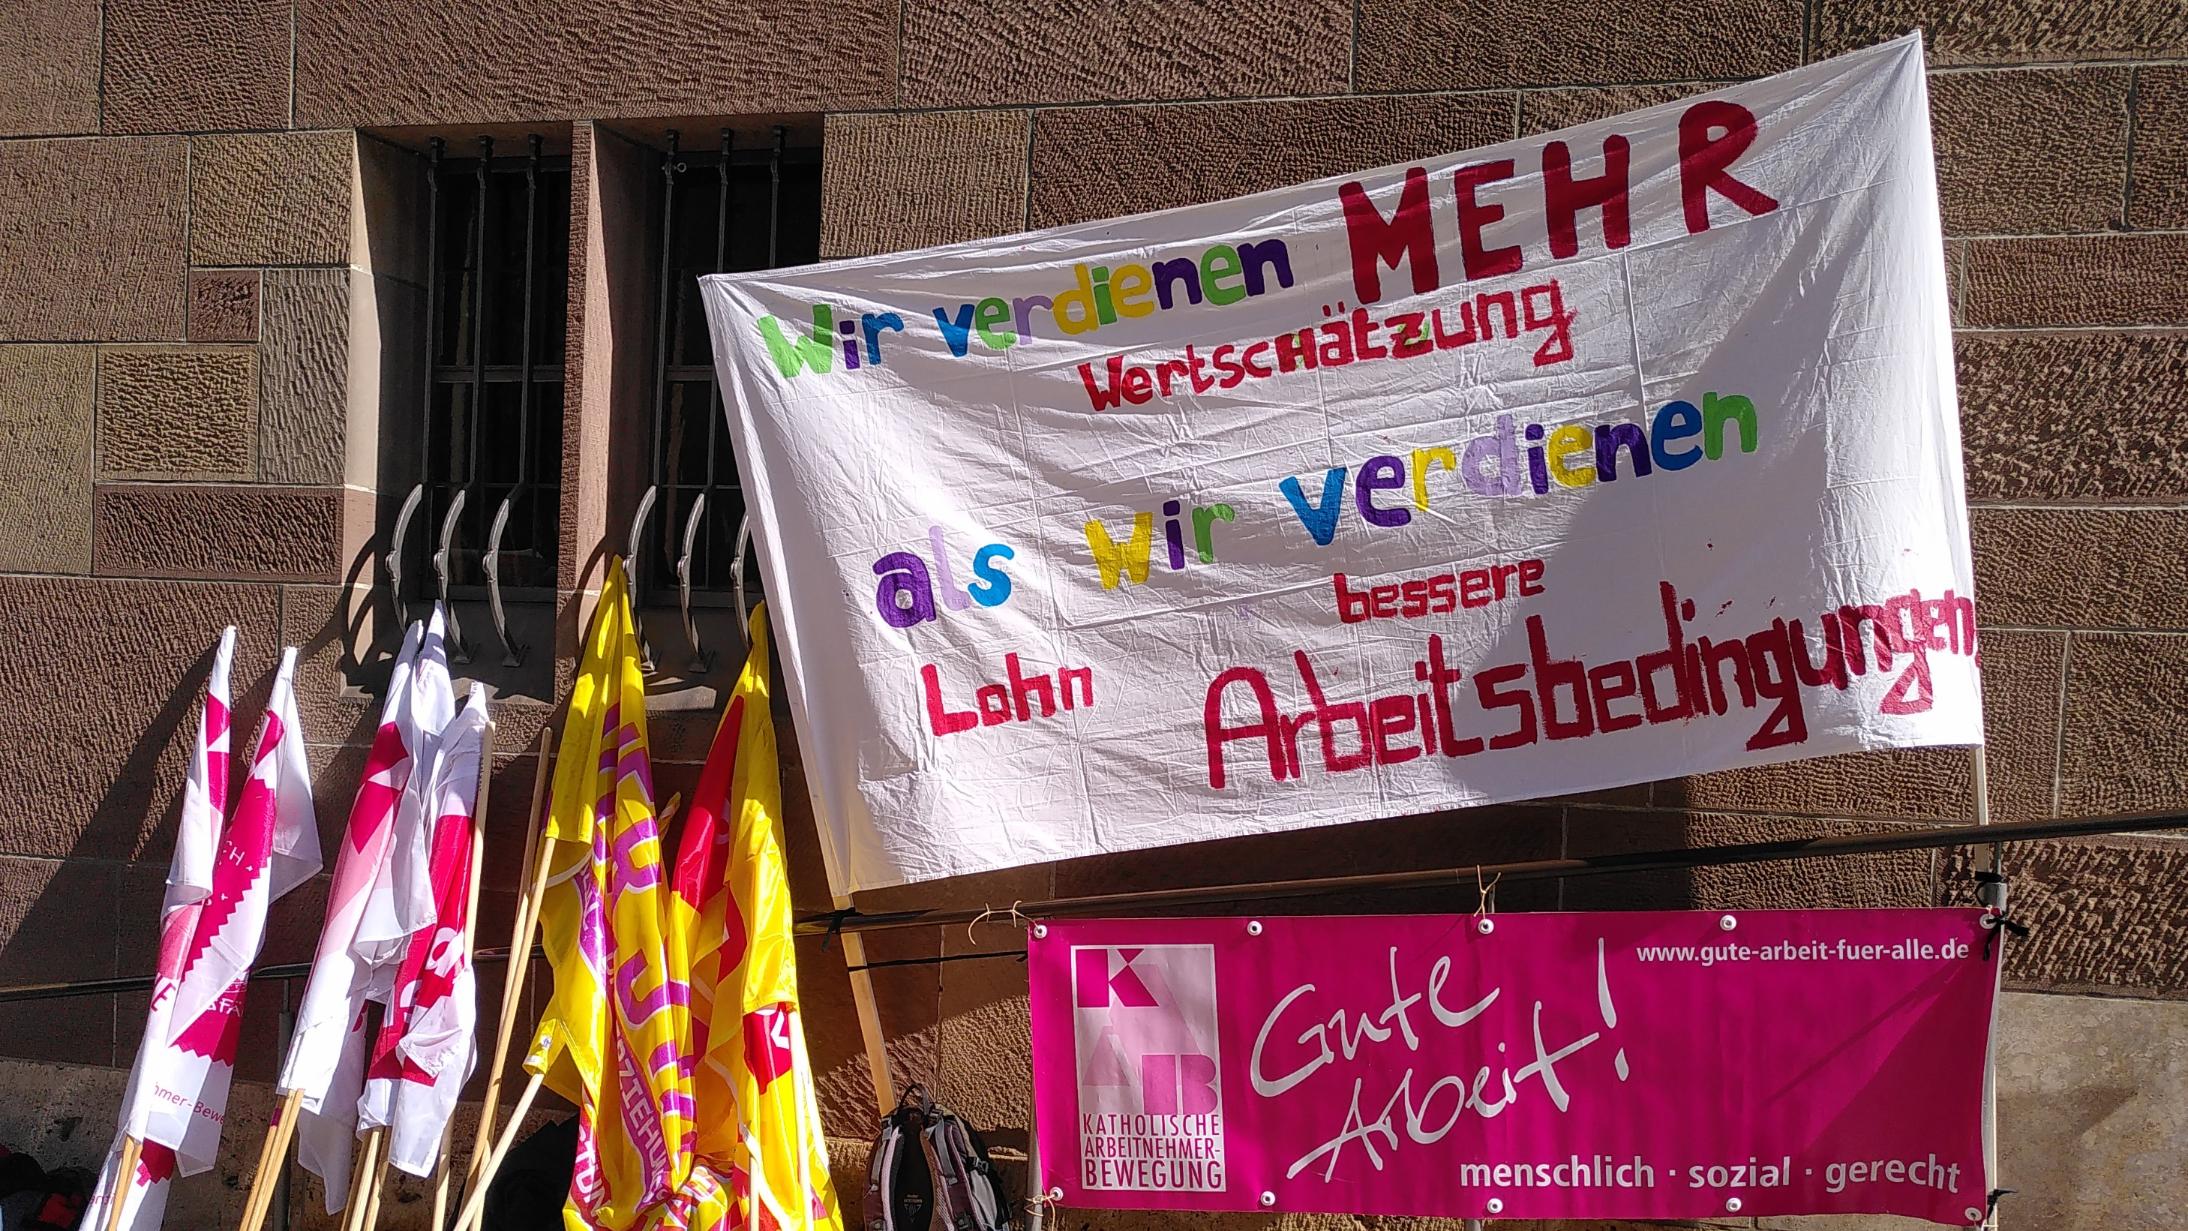 Wir verdienen MEHR
Wertschätzung
als wir verdienen
bessere
Lohn Arbeitsbedingungen
KAB
KATHOLISCHE
ARBEITNEHMER-
BEWEGUNG
Gute
Arbeit!
www.gute-arbeit-fuer-alle.de
menschlich · sozial · gerecht